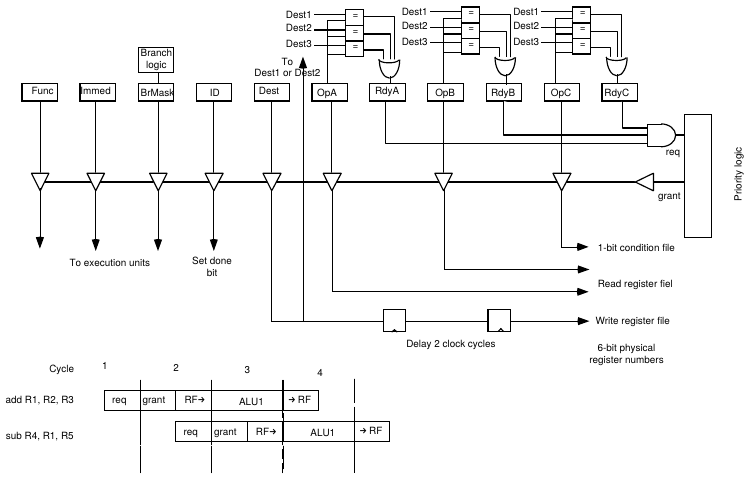 Dest1
Dest2
Dest3
=
=
=
Dest1
Dest2
Dest3
=
=
=
Dest1
Dest2
Dest3
=
=
=
Branch
logic
To
Dest1 or Dest2
Func
Immed
BrMask
ID
Dest
OpA
RdyA
OpB
RdyB
OpC
RdyC
req
grant
Priority logic
To execution units
Set done
bit
1-bit condition file
Read register fiel
Write register file
Delay 2 clock cycles
6-bit physical
register numbers
Cycle 1 2 3 4
add R1, R2, R3 req grant RF→ ALU1 → RF
sub R4, R1, R5 req grant RF→ ALU1 → RF